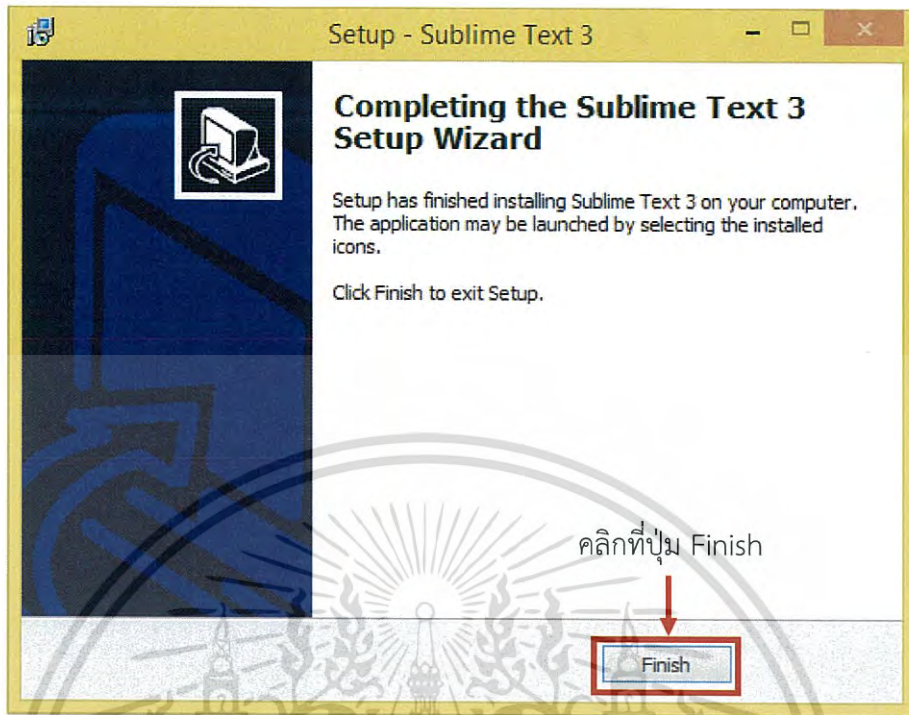 Setup - Sublime Text 3
Completing the Sublime Text 3
Setup Wizard
Setup has finished installing Sublime Text 3 on your computer.
The application may be launched by selecting the installed
icons.
Click Finish to exit Setup.
คลิกที่ปุ่ม Finish
Finish